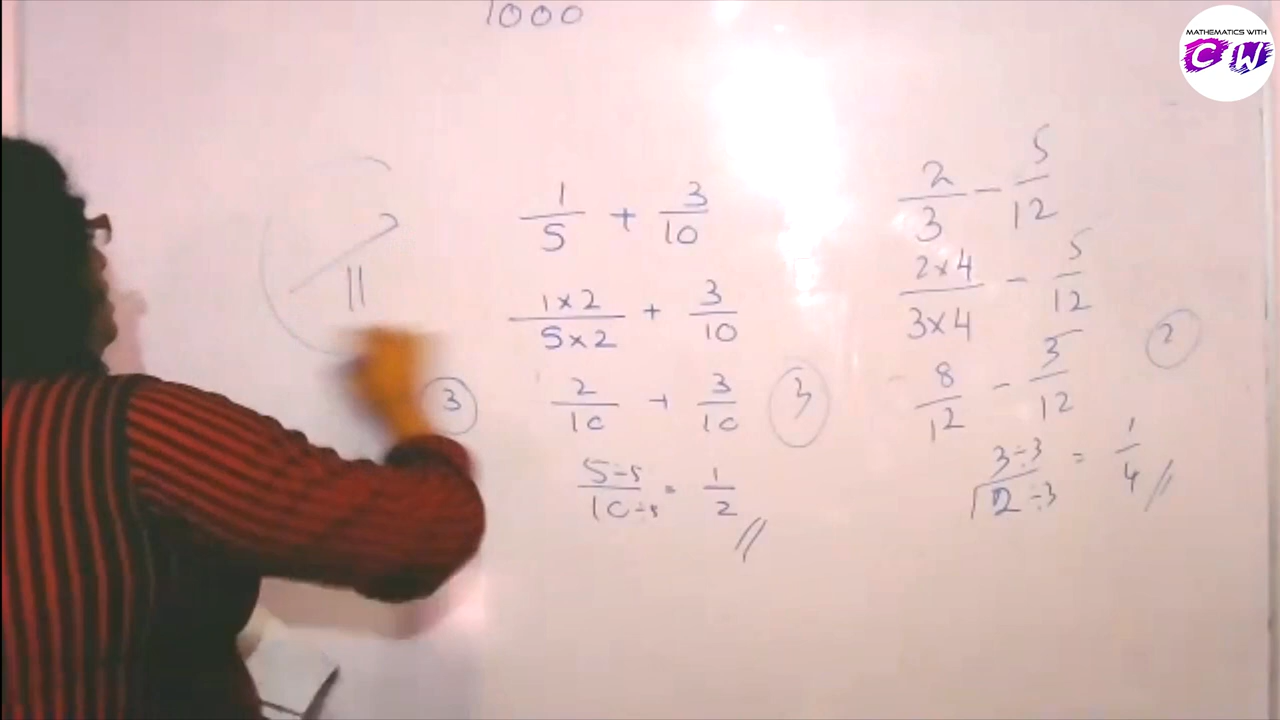 1000
MATHEMATICS WITH
C W
1/5 + 3/10
1×2/5×2 + 3/10
2/10 + 3/10
5÷5/10÷5 = 1/2 //
3
3
2/3 - 5/12
2×4/3×4 - 5/12
8/12 - 5/12
3÷3/12÷3 = 1/4 //
2
11